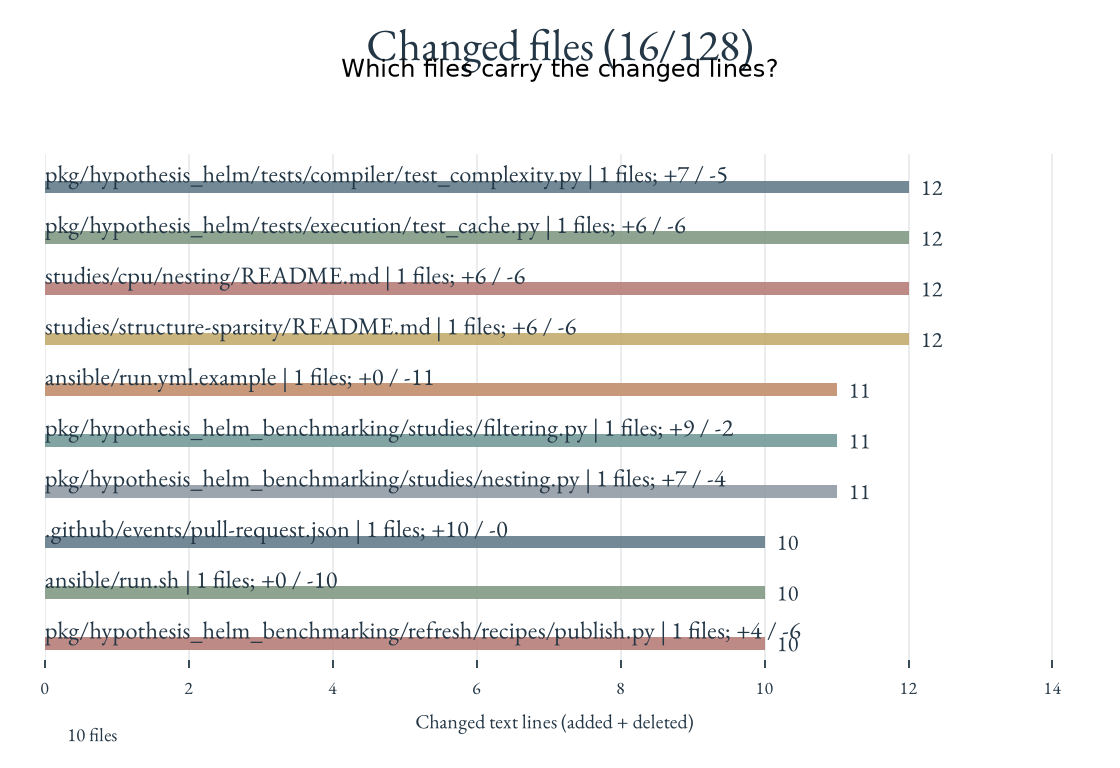 Changed files (16/128)
Which files carry the changed lines?
pkg/hypothesis_helm/tests/compiler/test_complexity.py | 1 files; +7 / -5
12
pkg/hypothesis_helm/tests/execution/test_cache.py | 1 files; +6 / -6
12
studies/cpu/nesting/README.md | 1 files; +6 / -6
12
studies/structure-sparsity/README.md | 1 files; +6 / -6
12
ansible/run.yml.example | 1 files; +0 / -11
11
pkg/hypothesis_helm_benchmarking/studies/filtering.py | 1 files; +9 / -2
11
pkg/hypothesis_helm_benchmarking/studies/nesting.py | 1 files; +7 / -4
11
.github/events/pull-request.json | 1 files; +10 / -0
10
ansible/run.sh | 1 files; +0 / -10
10
pkg/hypothesis_helm_benchmarking/refresh/recipes/publish.py | 1 files; +4 / -6
10
0 2 4 6 8 10 12 14
Changed text lines (added + deleted)
10 files